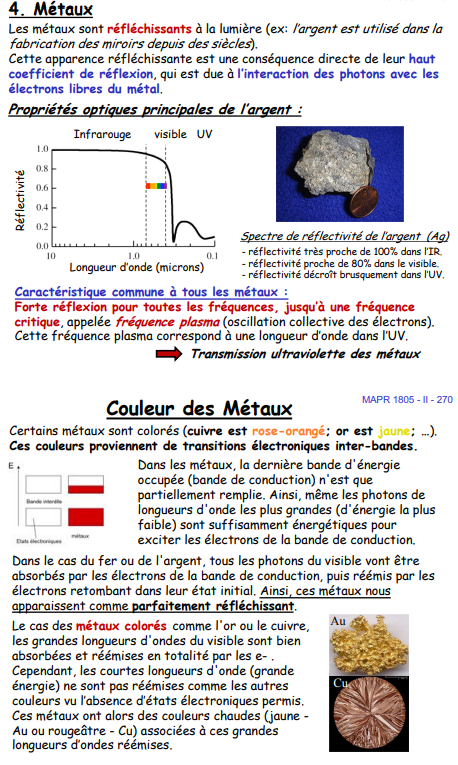 4. Métaux
Les métaux sont réfléchissants à la lumière (ex: l'argent est utilisé dans la
fabrication des miroirs depuis des siècles).
Cette apparence réfléchissante est une conséquence directe de leur haut
coefficient de réflexion, qui est due à l'interaction des photons avec les
électrons libres du métal.
Propriétés optiques principales de l'argent :
Infrarouge visible UV
Réflectivité
1.0
0.8
0.6
0.4
0.2
0.0
10 1.0 0.1
Longueur d'onde (microns)
Spectre de réflectivité de l'argent (Ag)
- réflectivité très proche de 100% dans l'IR.
- réflectivité proche de 80% dans le visible.
- réflectivité décroît brusquement dans l'UV.
Caractéristique commune à tous les métaux :
Forte réflexion pour toutes les fréquences, jusqu'à une fréquence
critique, appelée fréquence plasma (oscillation collective des électrons).
Cette fréquence plasma correspond à une longueur d'onde dans l'UV.
Transmission ultraviolette des métaux
MAPR 1805 - II - 270
Couleur des Métaux
Certains métaux sont colorés (cuivre est rose-orangé; or est jaune; …).
Ces couleurs proviennent de transitions électroniques inter-bandes.
E
Bande interdite
Etats électroniques
métaux
Dans les métaux, la dernière bande d'énergie
occupée (bande de conduction) n'est que
partiellement remplie. Ainsi, même les photons de
longueurs d'onde les plus grandes (d'énergie la plus
faible) sont suffisamment énergétiques pour
exciter les électrons de la bande de conduction.
Dans le cas du fer ou de l'argent, tous les photons du visible vont être
absorbés par les électrons de la bande de conduction, puis réémis par les
électrons retombant dans leur état initial. Ainsi, ces métaux nous
apparaissent comme parfaitement réfléchissant.
Le cas des métaux colorés comme l'or ou le cuivre,
les grandes longueurs d'ondes du visible sont bien
absorbées et réémises en totalité par les e- .
Cependant, les courtes longueurs d'onde (grande
énergie) ne sont pas réémises comme les autres
couleurs vu l'absence d'états électroniques permis.
Ces métaux ont alors des couleurs chaudes (jaune -
Au ou rougeâtre - Cu) associées à ces grandes
longueurs d'ondes réémises.
Au
Cu